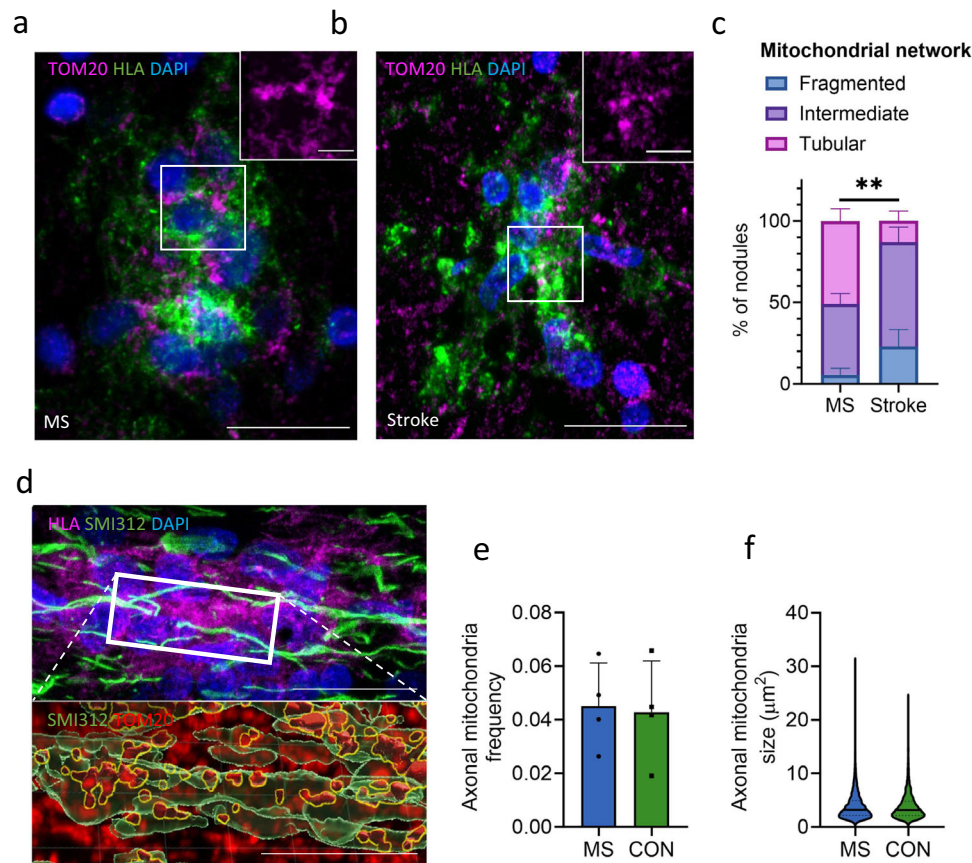 a
TOM20 HLA DAPI
MS
b
TOM20 HLA DAPI
Stroke
c
Mitochondrial network
Fragmented
Intermediate
Tubular
**
% of nodules
100
50
0
MS Stroke
d
HLA SMI312 DAPI
SMI312 TOM20
e
Axonal mitochondria
frequency
0.08
0.06
0.04
0.02
0.00
MS CON
f
Axonal mitochondria
size (μm²)
40
30
20
10
0
MS CON